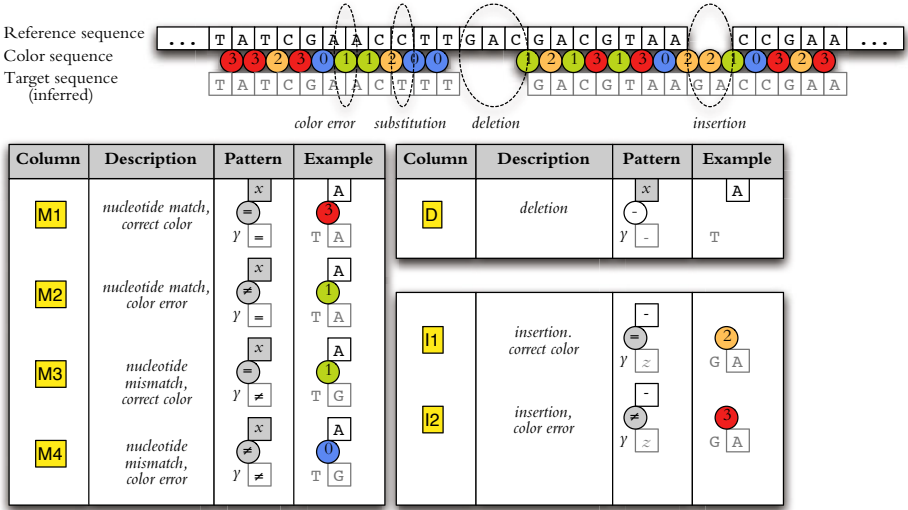 Reference sequence ... T A T C G A A C C T T G A C G A C G T A A C C G A A ...
Color sequence 3 3 2 3 0 1 1 2 0 0 1 2 1 3 1 3 0 2 2 1 0 3 2 3
Target sequence T A T C G A A C T T T G A C G T A A G A C C G A A
(inferred)
color error substitution deletion insertion
Column Description Pattern Example
x A
M1 nucleotide match, = 3
correct color γ = T A
x A
M2 nucleotide match, ≠ 1
color error γ = T A
x A
M3 nucleotide = 1
mismatch, γ ≠ T G
correct color
x A
M4 nucleotide ≠ 0
mismatch, γ ≠ T G
color error
Column Description Pattern Example
x A
D deletion -
γ - T
-
I1 insertion. = 2
correct color γ z G A
-
I2 insertion, ≠ 3
color error γ z G A